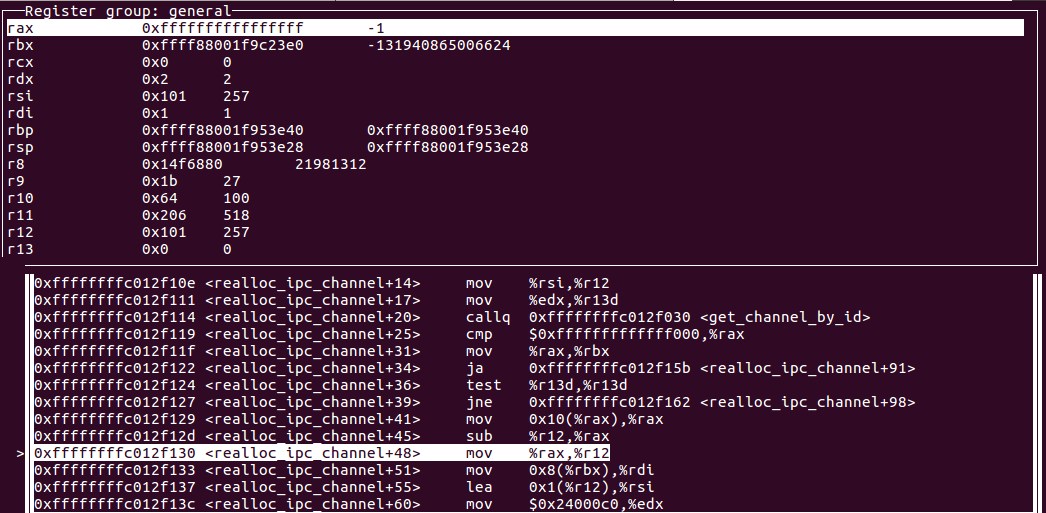 Register group: general
rax 0xffffffffffffffff -1
rbx 0xffff88001f9c23e0 -131940865006624
rcx 0x0 0
rdx 0x2 2
rsi 0x101 257
rdi 0x1 1
rbp 0xffff88001f953e40 0xffff88001f953e40
rsp 0xffff88001f953e28 0xffff88001f953e28
r8 0x14f6880 21981312
r9 0x1b 27
r10 0x64 100
r11 0x206 518
r12 0x101 257
r13 0x0 0
0xffffffffc012f10e <realloc_ipc_channel+14> mov %rsi,%r12
0xffffffffc012f111 <realloc_ipc_channel+17> mov %edx,%r13d
0xffffffffc012f114 <realloc_ipc_channel+20> callq 0xffffffffc012f030 <get_channel_by_id>
0xffffffffc012f119 <realloc_ipc_channel+25> cmp $0xfffffffffffff000,%rax
0xffffffffc012f11f <realloc_ipc_channel+31> mov %rax,%rbx
0xffffffffc012f122 <realloc_ipc_channel+34> ja 0xffffffffc012f15b <realloc_ipc_channel+91>
0xffffffffc012f124 <realloc_ipc_channel+36> test %r13d,%r13d
0xffffffffc012f127 <realloc_ipc_channel+39> jne 0xffffffffc012f162 <realloc_ipc_channel+98>
0xffffffffc012f129 <realloc_ipc_channel+41> mov 0x10(%rax),%rax
0xffffffffc012f12d <realloc_ipc_channel+45> sub %r12,%rax
> 0xffffffffc012f130 <realloc_ipc_channel+48> mov %rax,%r12
0xffffffffc012f133 <realloc_ipc_channel+51> mov 0x8(%rbx),%rdi
0xffffffffc012f137 <realloc_ipc_channel+55> lea 0x1(%r12),%rsi
0xffffffffc012f13c <realloc_ipc_channel+60> mov $0x24000c0,%edx